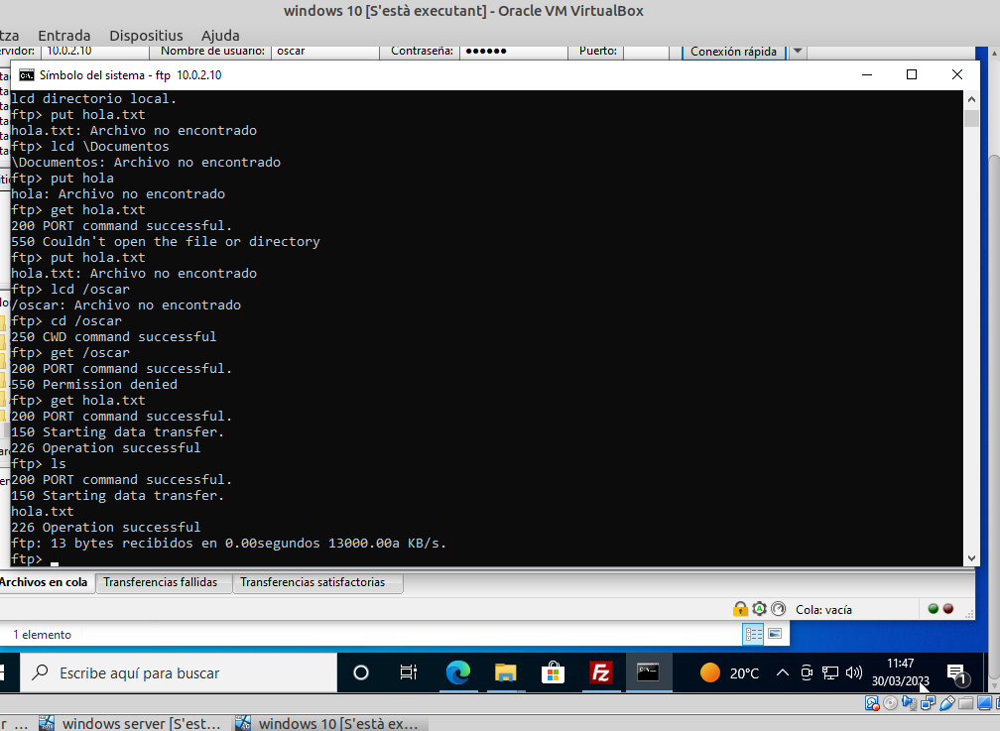 windows 10 [S'està executant] - Oracle VM VirtualBox
Entrada Dispositius Ajuda
10.0.2.10 Nombre de usuario: oscar Contraseña: ●●●●●● Puerto: Conexión rápida
Símbolo del sistema - ftp 10.0.2.10
lcd directorio local.
ftp> put hola.txt
hola.txt: Archivo no encontrado
ftp> lcd \Documentos
\Documentos: Archivo no encontrado
ftp> put hola
hola: Archivo no encontrado
ftp> get hola.txt
200 PORT command successful.
550 Couldn't open the file or directory
ftp> put hola.txt
hola.txt: Archivo no encontrado
ftp> lcd /oscar
/oscar: Archivo no encontrado
ftp> cd /oscar
250 CWD command successful
ftp> get /oscar
200 PORT command successful.
550 Permission denied
ftp> get hola.txt
200 PORT command successful.
150 Starting data transfer.
226 Operation successful
ftp> ls
200 PORT command successful.
150 Starting data transfer.
hola.txt
226 Operation successful
ftp: 13 bytes recibidos en 0.00segundos 13000.00a KB/s.
ftp>
Archivos en cola Transferencias fallidas Transferencias satisfactorias
Cola: vacía
1 elemento
Escribe aquí para buscar
20°C
11:47
30/03/2023
1
windows server [S'est... windows 10 [S'està ex...